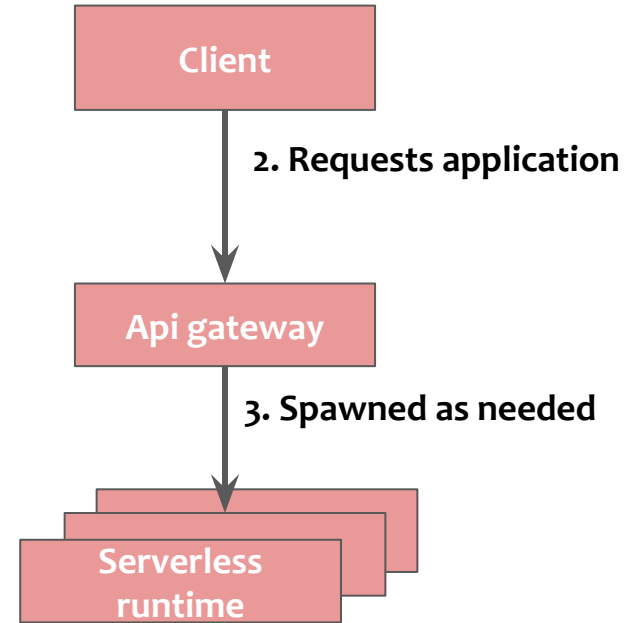 Client
2. Requests application
Api gateway
3. Spawned as needed
Serverless
runtime